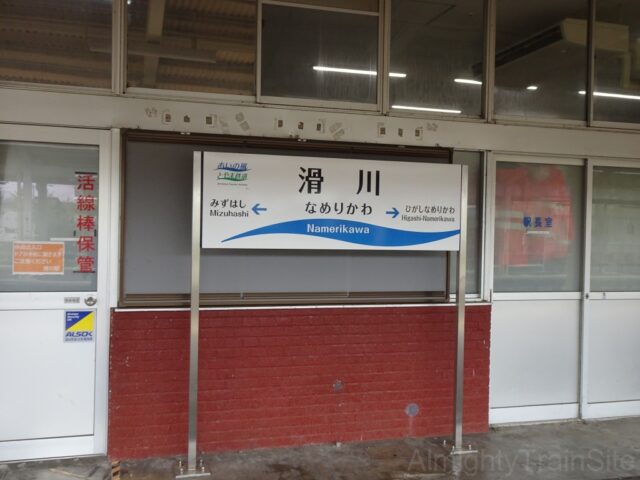 あいの風
とやま鉄道
滑川
みずはし
Mizuhashi
なめりかわ
ひがしなめりかわ
Higashi-Namerikawa
Namerikawa
活線棒保管
駅長室
ALSOK
AlmightyTrainSite